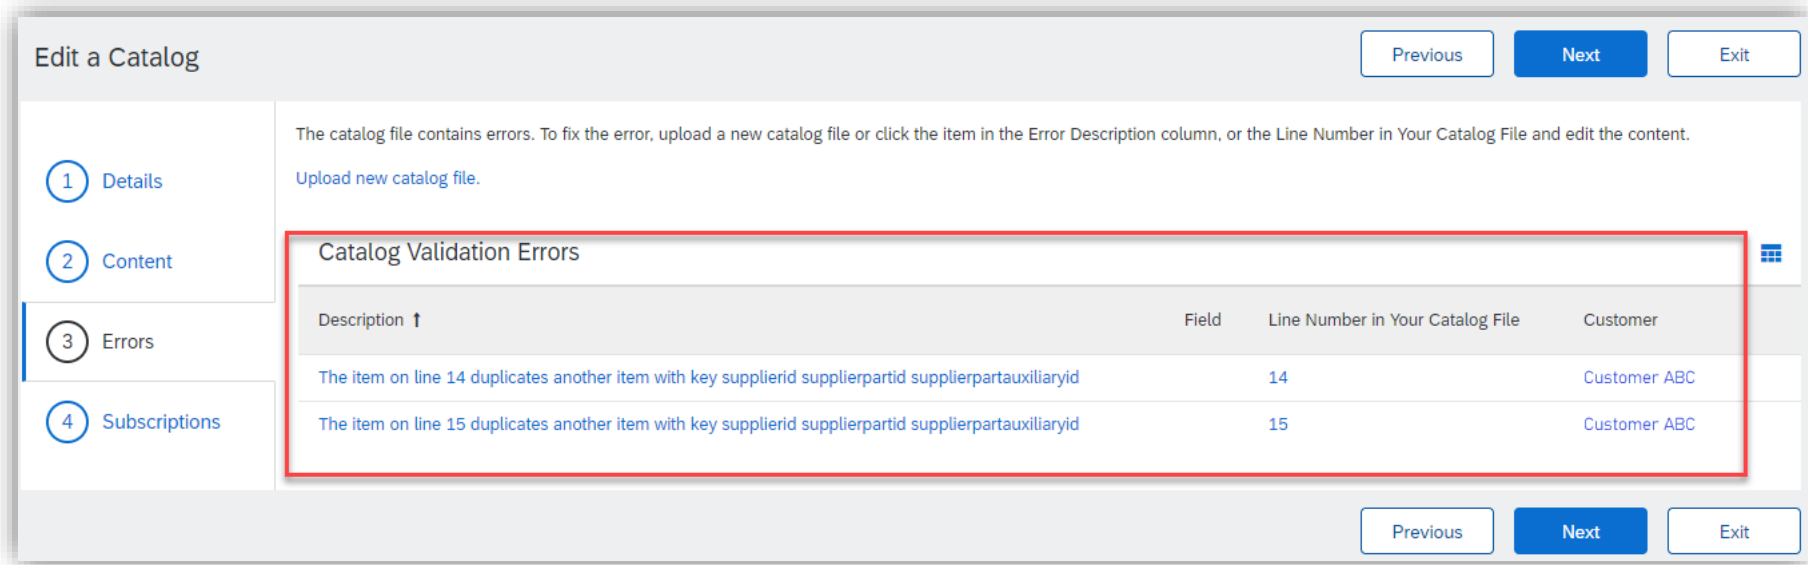 Edit a Catalog
Previous
Next
Exit
The catalog file contains errors. To fix the error, upload a new catalog file or click the item in the Error Description column, or the Line Number in Your Catalog File and edit the content.
Upload new catalog file.
1 Details
2 Content
3 Errors
4 Subscriptions
Catalog Validation Errors
Description ↑ Field Line Number in Your Catalog File Customer
The item on line 14 duplicates another item with key supplierid supplierpartid supplierpartauxiliaryid 14 Customer ABC
The item on line 15 duplicates another item with key supplierid supplierpartid supplierpartauxiliaryid 15 Customer ABC
Previous
Next
Exit